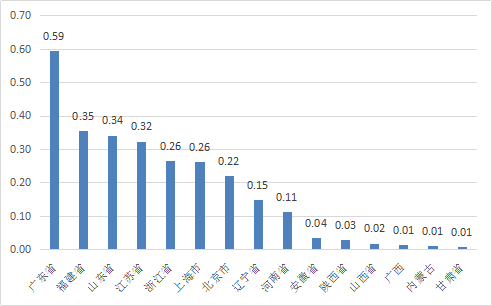 0.70
0.60
0.50
0.40
0.30
0.20
0.10
0.00
0.59
0.35
0.34
0.32
0.26
0.26
0.22
0.15
0.11
0.04
0.03
0.02
0.01
0.01
0.01
广东省
福建省
山东省
江苏省
浙江省
上海市
北京市
辽宁省
河南省
安徽省
陕西省
山西省
广西
内蒙古
甘肃省